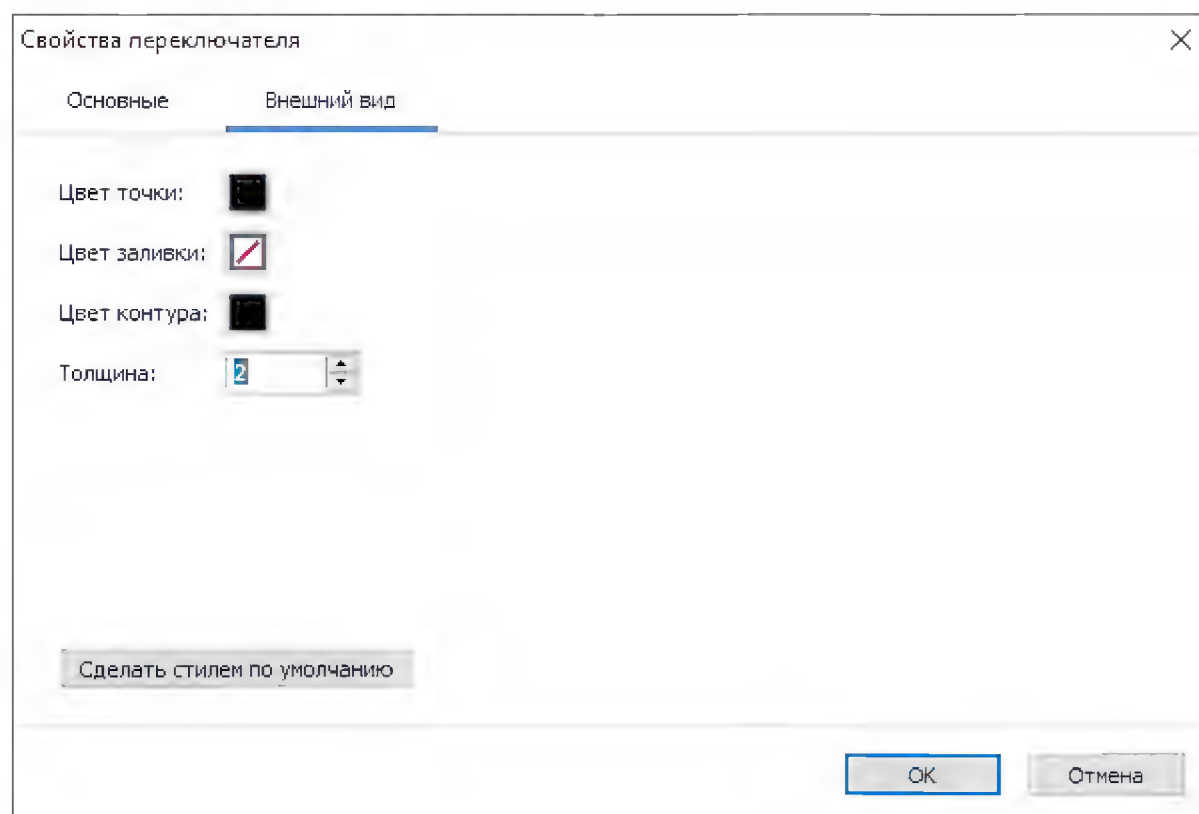 Свойства переключателя
Основные Внешний вид
Цвет точки:
Цвет заливки:
Цвет контура:
Толщина: 2
Сделать стилем по умолчанию
OK Отмена